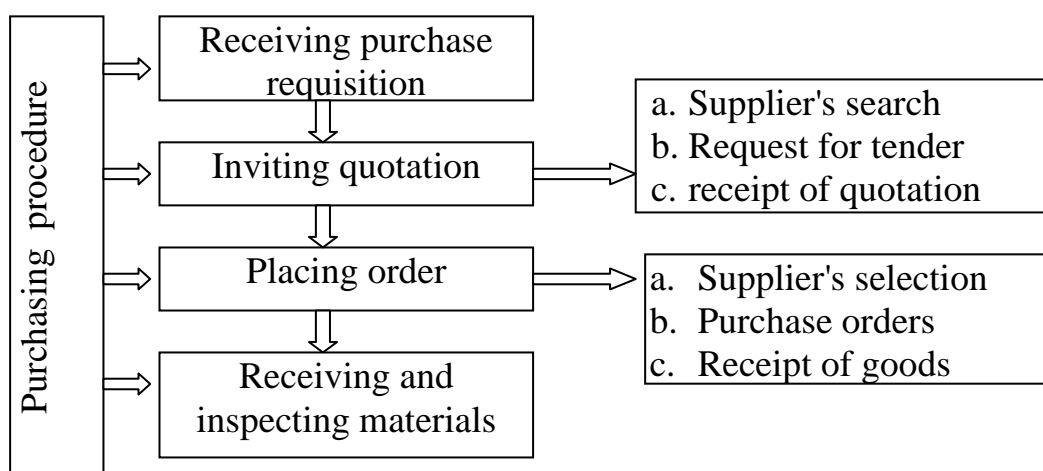 Purchasing procedure
Receiving purchase
requisition
Inviting quotation
a. Supplier's search
b. Request for tender
c. receipt of quotation
Placing order
a. Supplier's selection
b. Purchase orders
c. Receipt of goods
Receiving and
inspecting materials